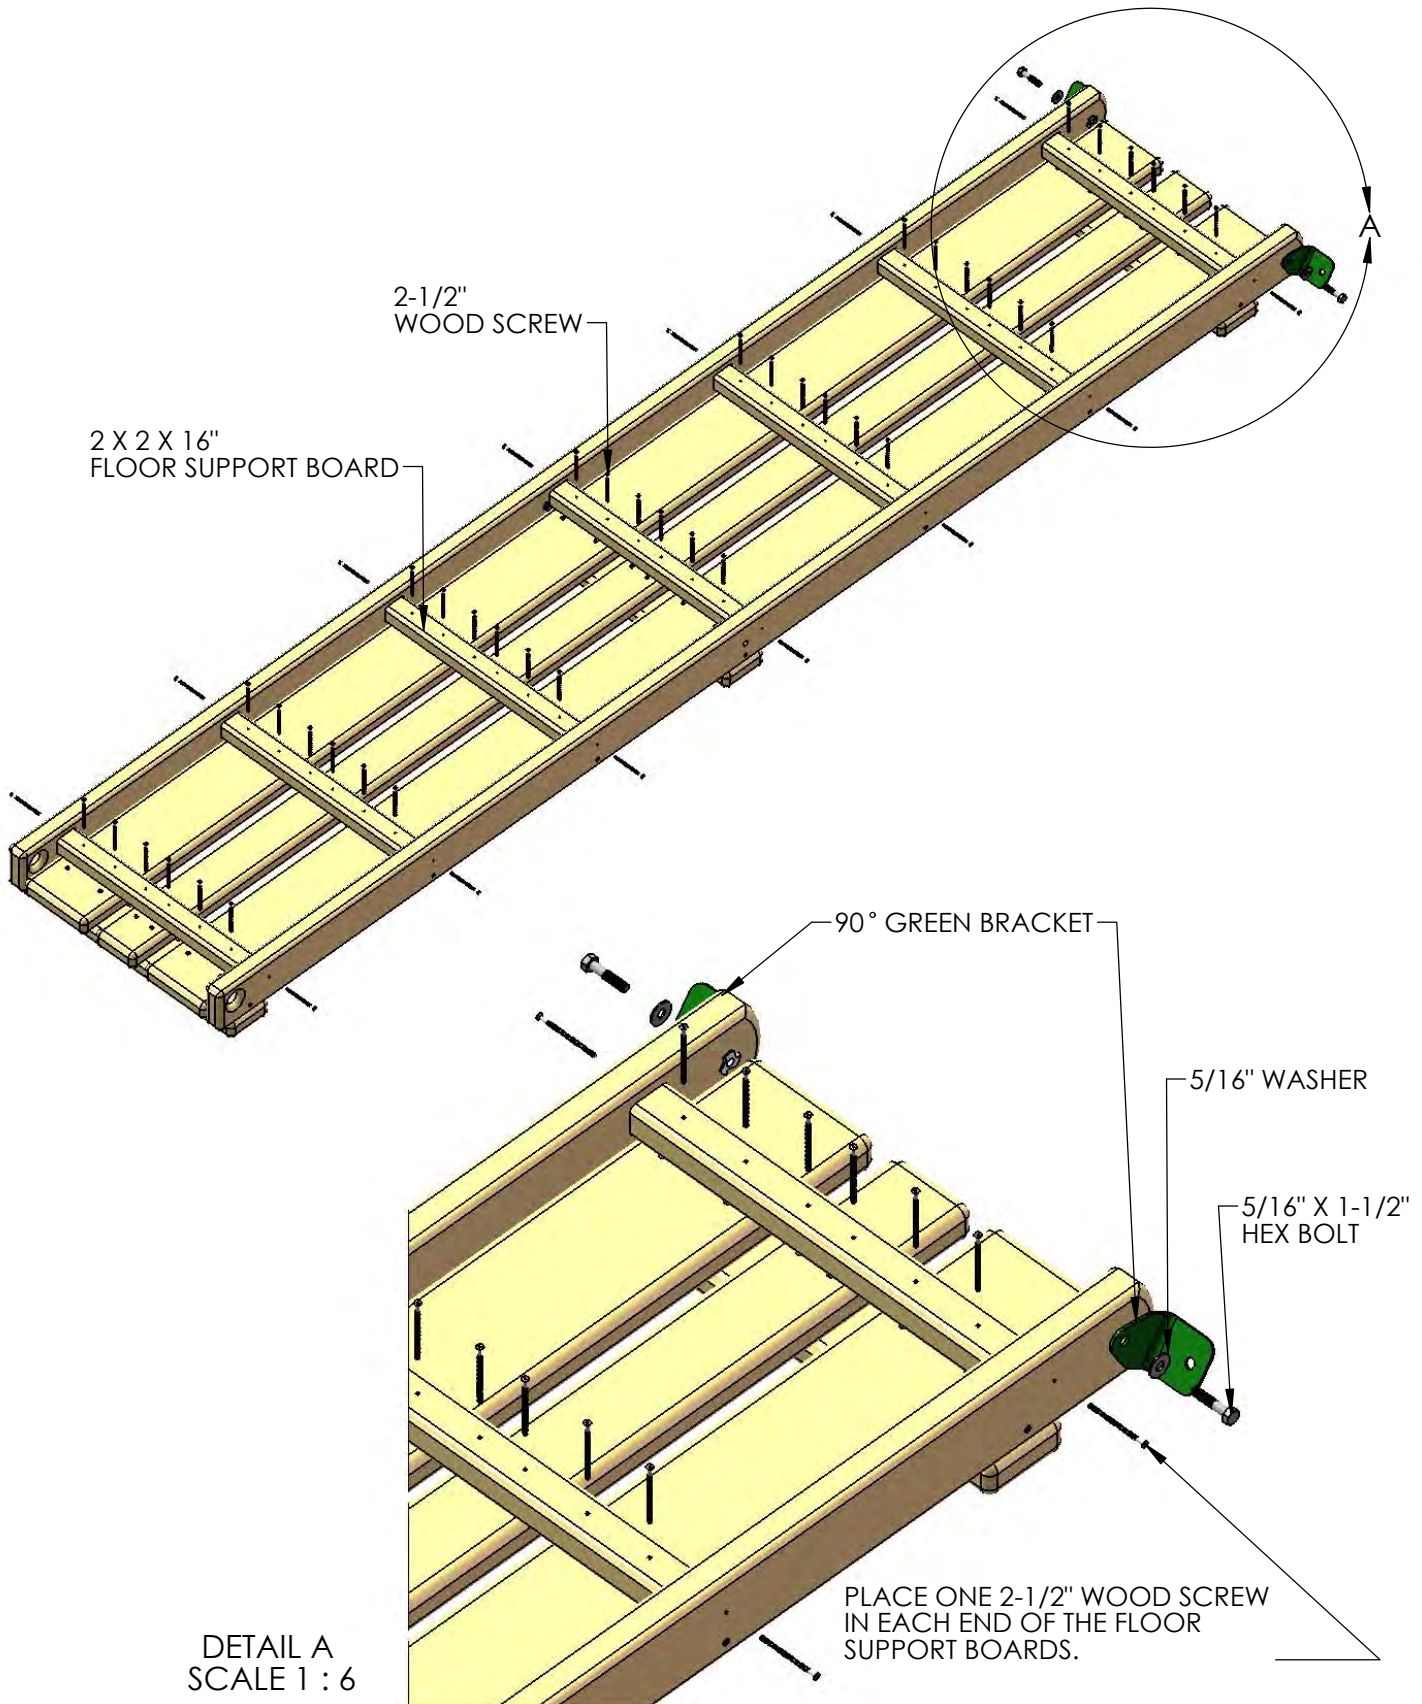 A
2-1/2"
WOOD SCREW
2 X 2 X 16"
FLOOR SUPPORT BOARD
90° GREEN BRACKET
5/16" WASHER
5/16" X 1-1/2"
HEX BOLT
PLACE ONE 2-1/2" WOOD SCREW
IN EACH END OF THE FLOOR
SUPPORT BOARDS.
DETAIL A
SCALE 1 : 6